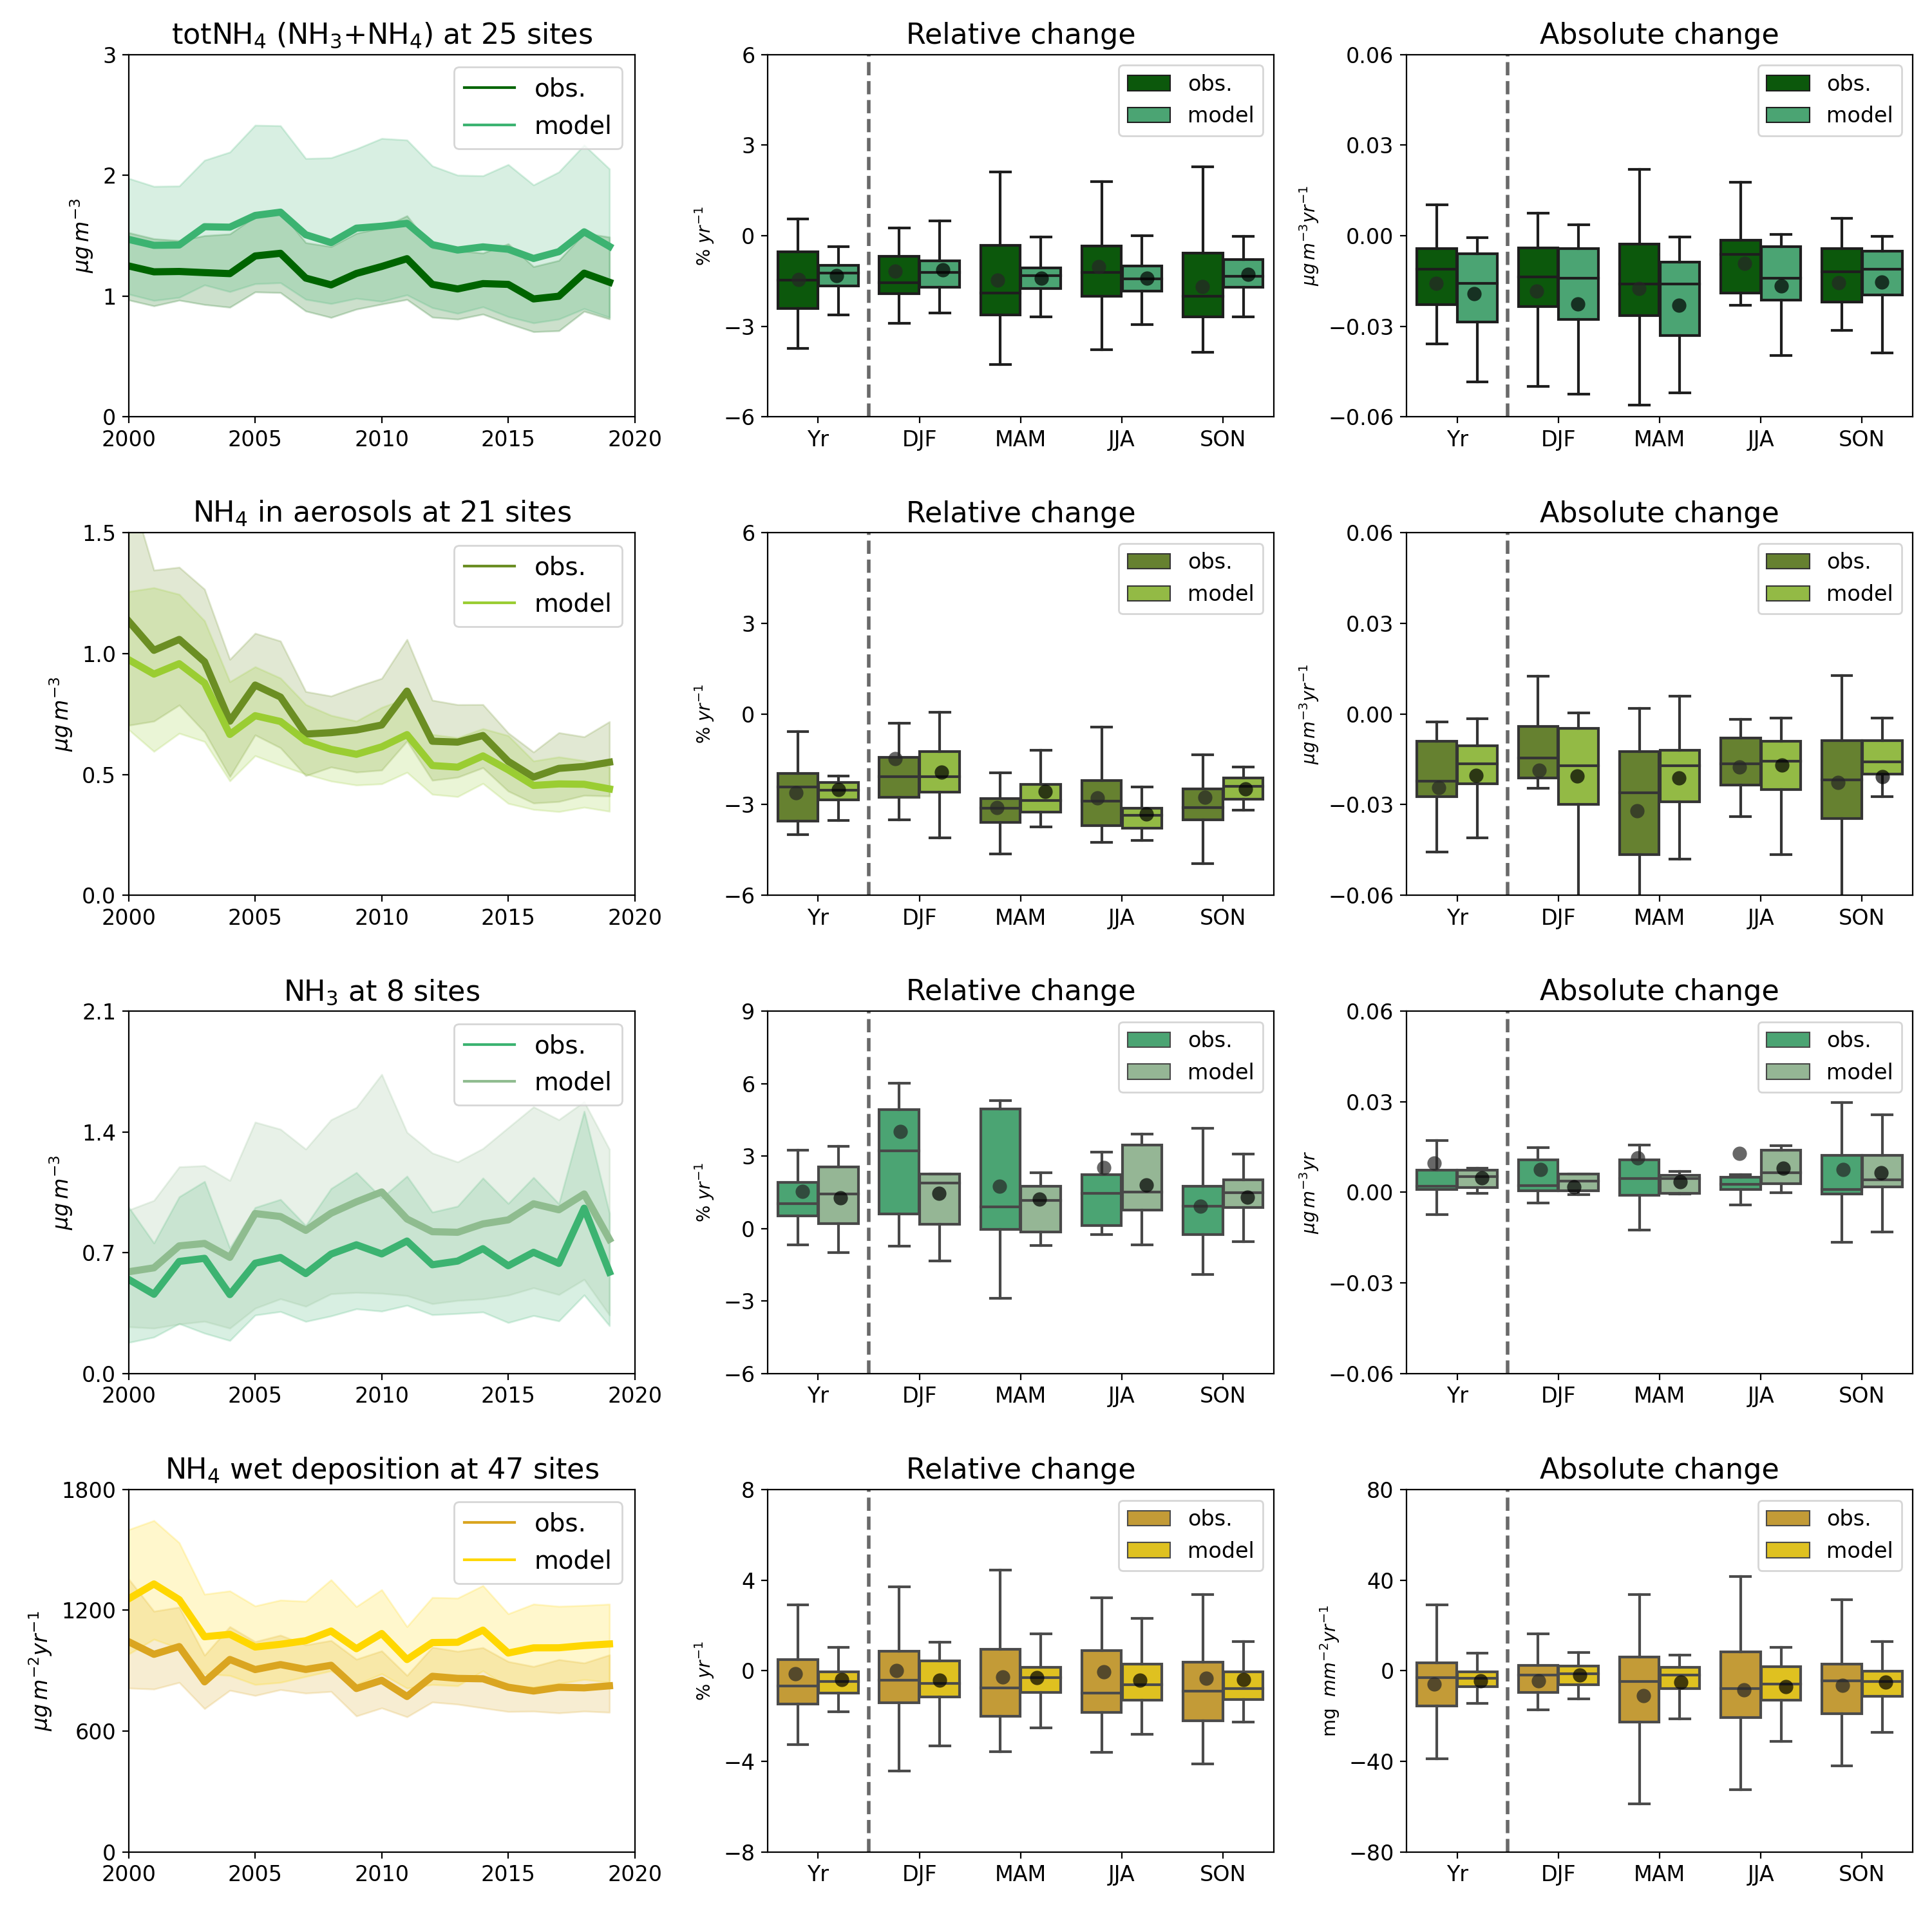 totNH₄ (NH₃+NH₄) at 25 sites
Relative change
Absolute change
3
2
1
0
μg m⁻³
obs.
model
2000 2005 2010 2015 2020
6
3
0
−3
−6
% yr⁻¹
obs.
model
Yr DJF MAM JJA SON
0.06
0.03
0.00
−0.03
−0.06
μg m⁻³yr⁻¹
obs.
model
Yr DJF MAM JJA SON
NH₄ in aerosols at 21 sites
Relative change
Absolute change
1.5
1.0
0.5
0.0
μg m⁻³
obs.
model
2000 2005 2010 2015 2020
6
3
0
−3
−6
% yr⁻¹
obs.
model
Yr DJF MAM JJA SON
0.06
0.03
0.00
−0.03
−0.06
μg m⁻³yr⁻¹
obs.
model
Yr DJF MAM JJA SON
NH₃ at 8 sites
Relative change
Absolute change
2.1
1.4
0.7
0.0
μg m⁻³
obs.
model
2000 2005 2010 2015 2020
9
6
3
0
−3
−6
% yr⁻¹
obs.
model
Yr DJF MAM JJA SON
0.06
0.03
0.00
−0.03
−0.06
μg m⁻³yr
obs.
model
Yr DJF MAM JJA SON
NH₄ wet deposition at 47 sites
Relative change
Absolute change
1800
1200
600
0
μg m⁻²yr⁻¹
obs.
model
2000 2005 2010 2015 2020
8
4
0
−4
−8
% yr⁻¹
obs.
model
Yr DJF MAM JJA SON
80
40
0
−40
−80
mg mm⁻²yr⁻¹
obs.
model
Yr DJF MAM JJA SON